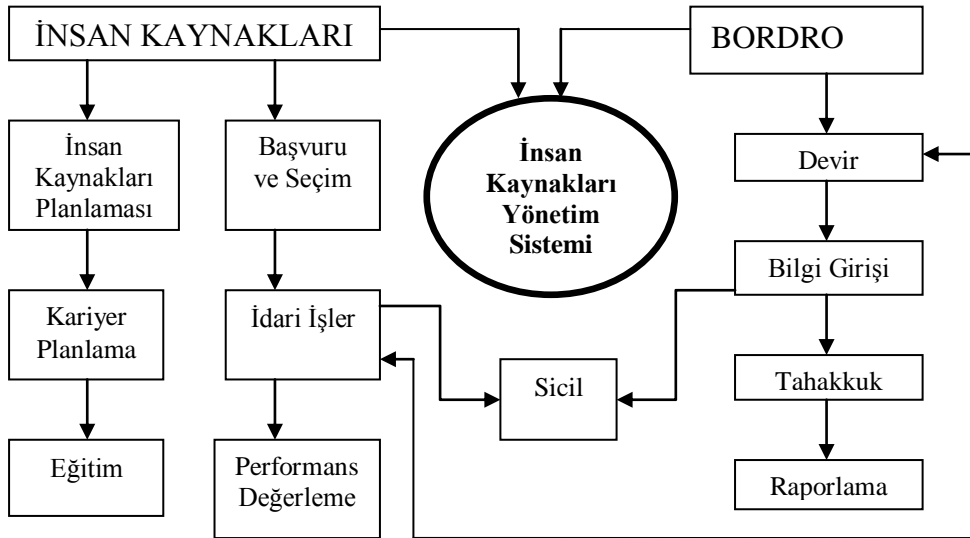 İNSAN KAYNAKLARI
BORDRO
İnsan
Kaynakları
Planlaması
Başvuru
ve Seçim
İnsan
Kaynakları
Yönetim
Sistemi
Devir
Bilgi Girişi
Kariyer
Planlama
İdari İşler
Sicil
Tahakkuk
Eğitim
Performans
Değerleme
Raporlama